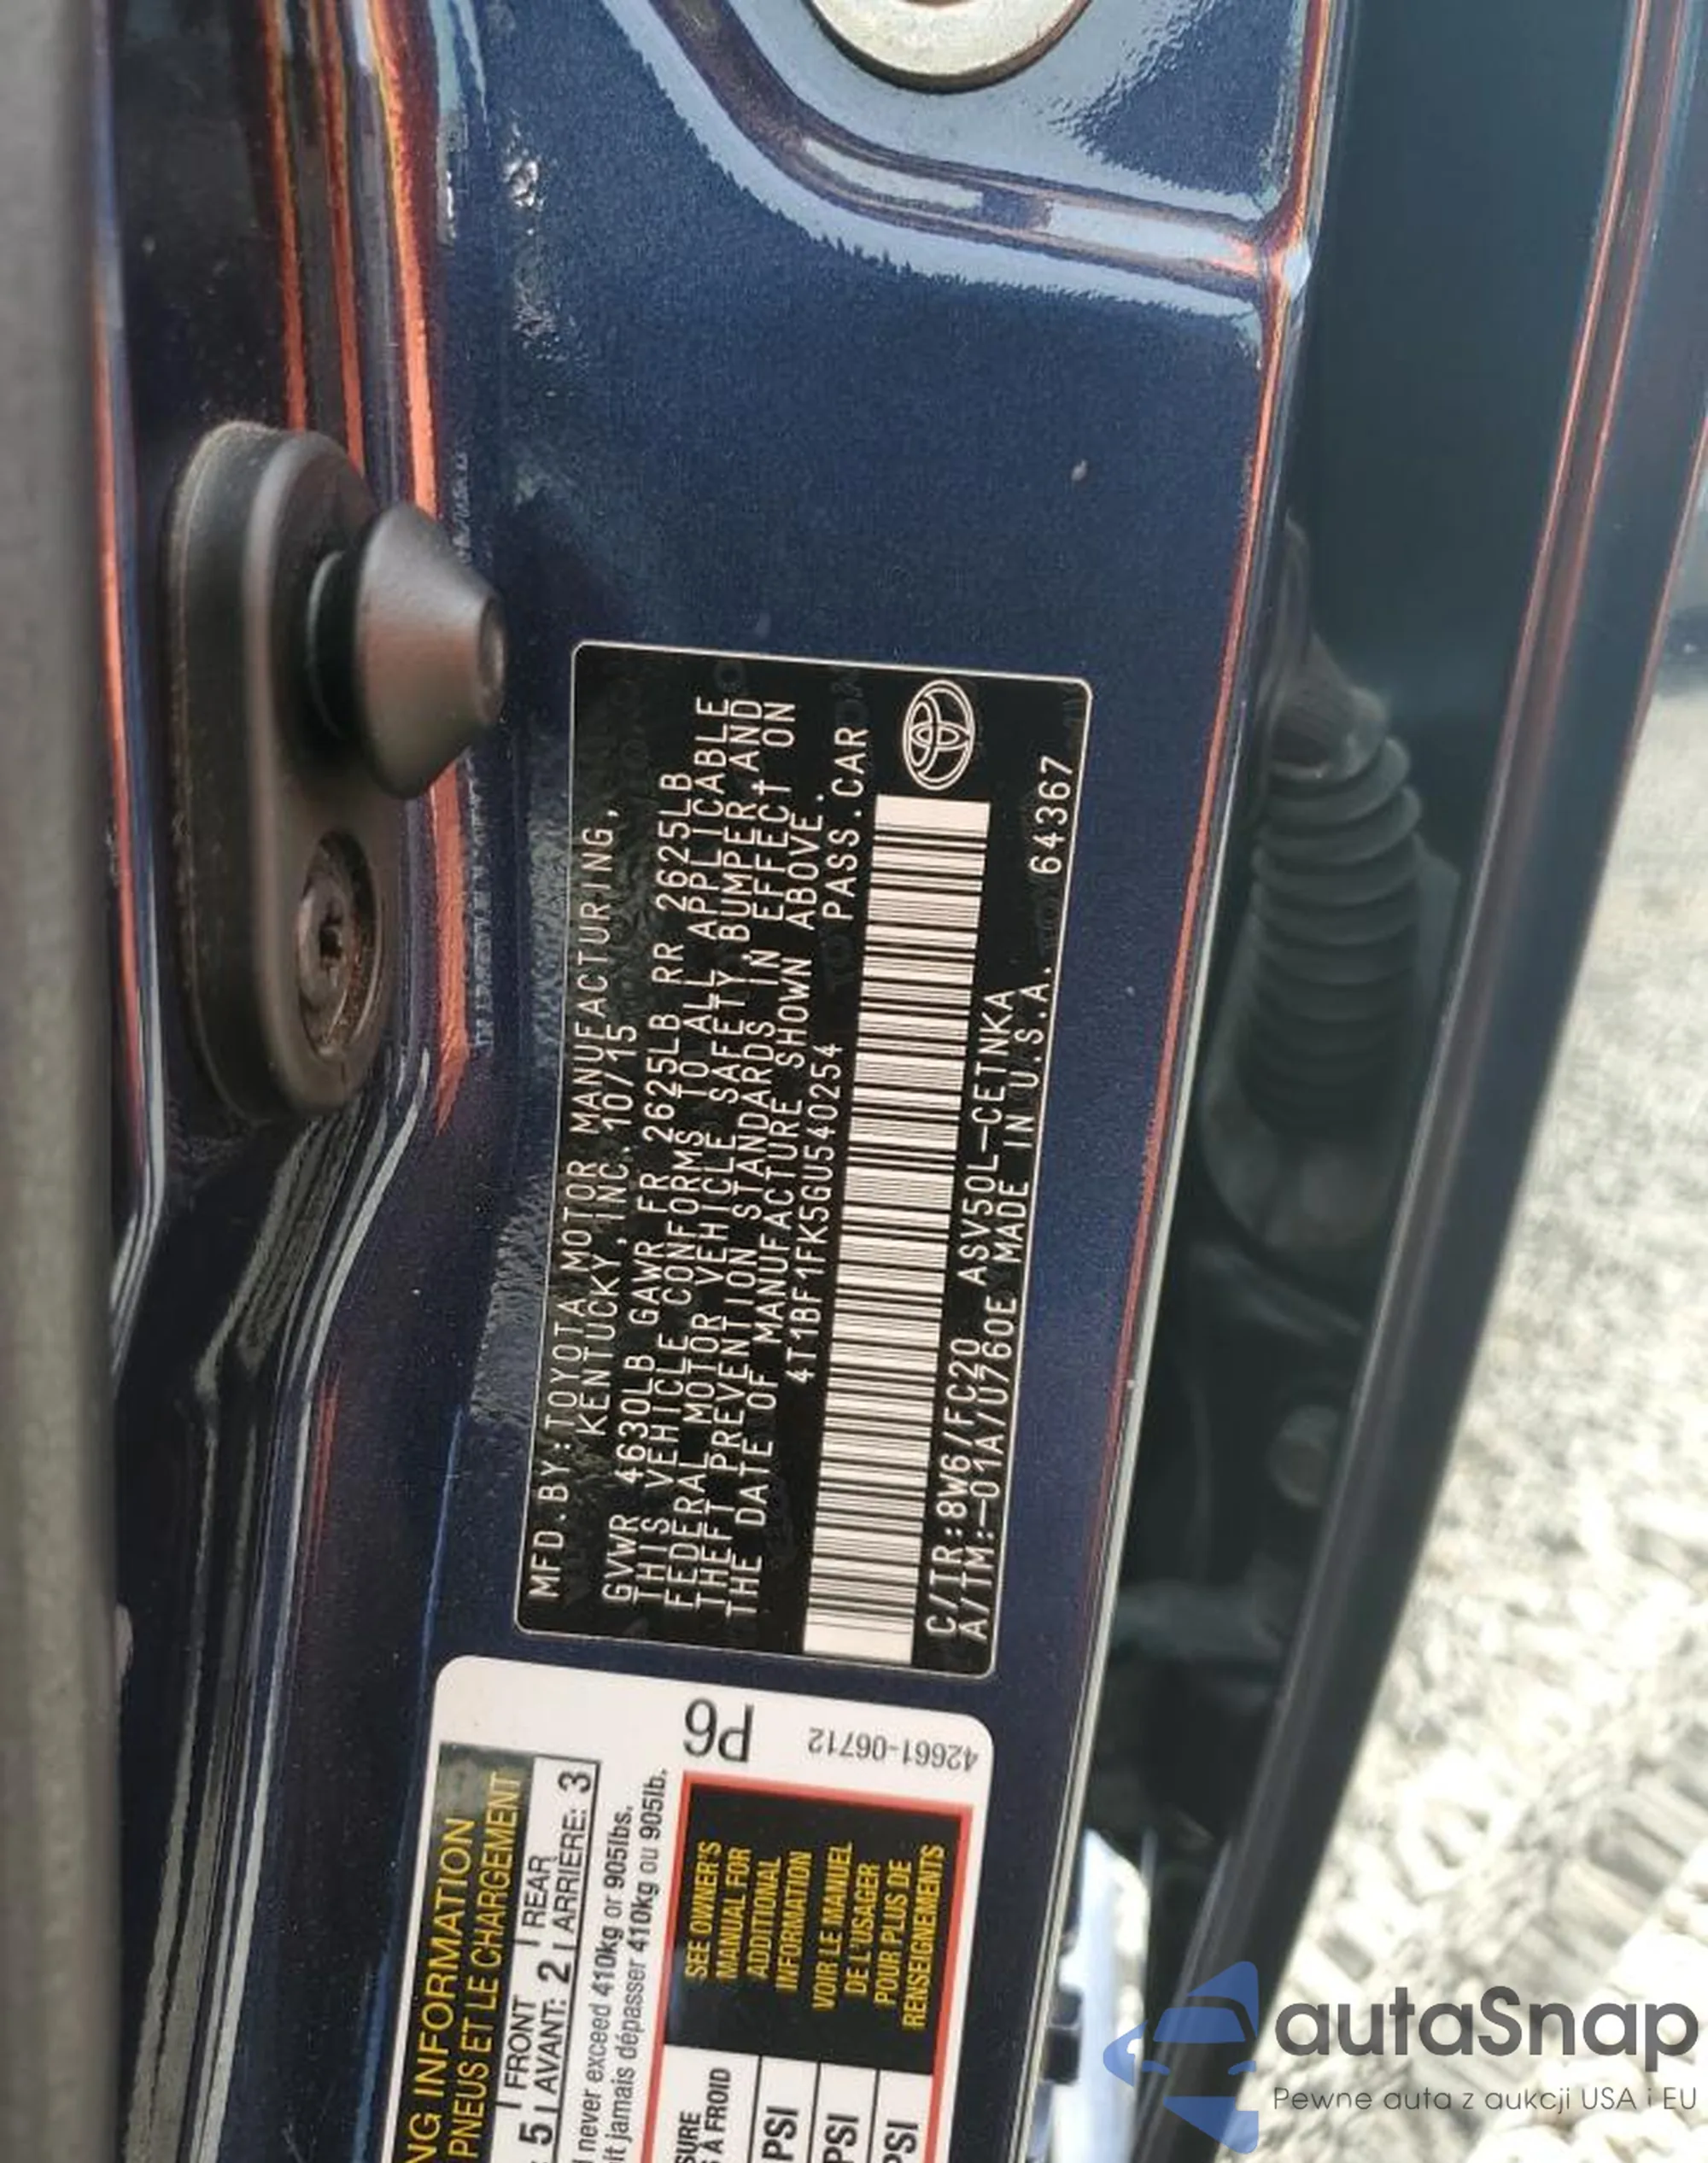 MFD.BY:TOYOTA MOTOR MANUFACTURING,
KENTUCKY,INC. 10/15
GVWR 4630LB GAWR FR 2625LB RR 2625LB
THIS VEHICLE CONFORMS TO ALL APPLICABLE
FEDERAL MOTOR VEHICLE SAFETY, BUMPER, AND
THEFT PREVENTION STANDARDS IN EFFECT ON
THE DATE OF MANUFACTURE SHOWN ABOVE.
4T1BF1FK5GU540254 PASS.CAR
C/TR:8W6/FC20 ASV50L-CETNKA
A/TM:-01A/U760E MADE IN U.S.A. 64367
P6
42661-06712
NG INFORMATION
PNEUS ET LE CHARGEMENT
5 FRONT REAR
AVANT: 2 ARRIÈRE: 3
never exceed 410kg or 905lbs.
it jamais dépasser 410kg ou 905lb.
SEE OWNER'S
MANUAL FOR
ADDITIONAL
INFORMATION
VOIR LE MANUEL
DE L'USAGER
POUR PLUS DE
RENSEIGNEMENTS
SURE
À FROID
PSI
PSI
PSI
autaSnap
Pewne auta z aukcji USA i EU